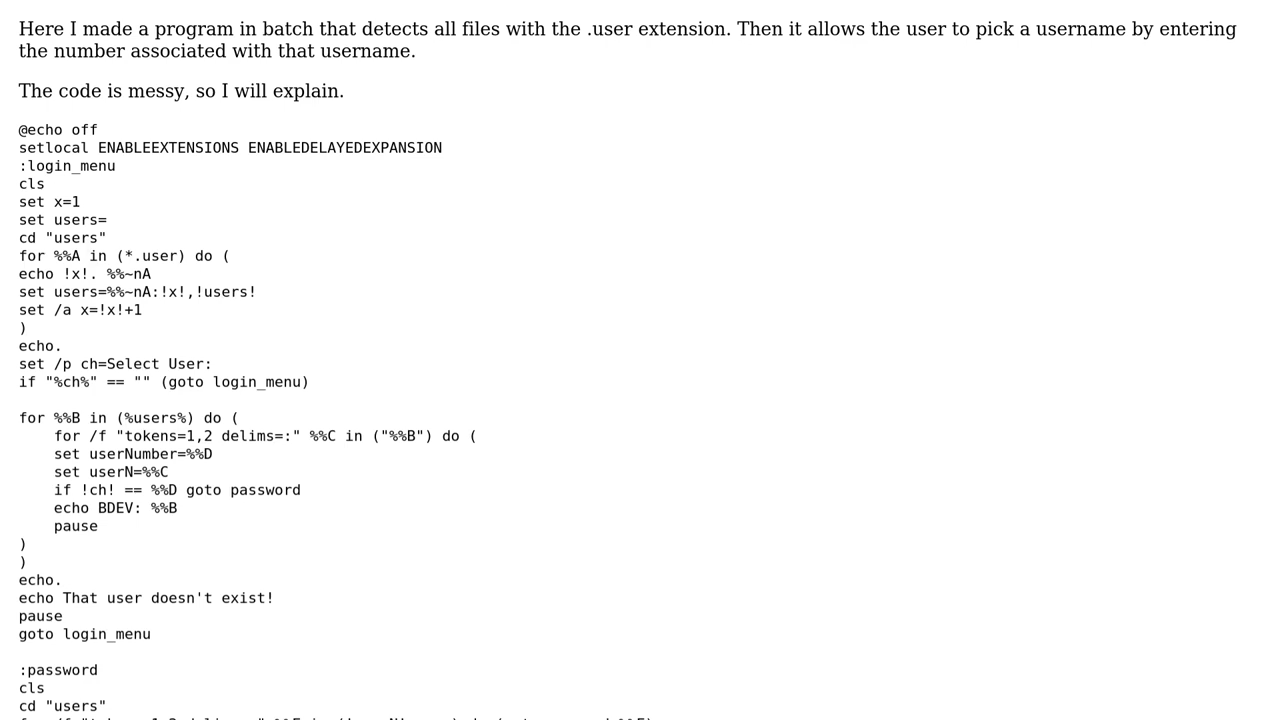 Here I made a program in batch that detects all files with the .user extension. Then it allows the user to pick a username by entering
the number associated with that username.
The code is messy, so I will explain.
@echo off
setlocal ENABLEEXTENSIONS ENABLEDELAYEDEXPANSION
:login_menu
cls
set x=1
set users=
cd "users"
for %%A in (*.user) do (
echo !x!. %%~nA
set users=%%~nA:!x!,!users!
set /a x=!x!+1
)
echo.
set /p ch=Select User:
if "%ch%" == "" (goto login_menu)
for %%B in (%users%) do (
    for /f "tokens=1,2 delims=:" %%C in ("%%B") do (
    set userNumber=%%D
    set userN=%%C
    if !ch! == %%D goto password
    echo BDEV: %%B
    pause
)
)
echo.
echo That user doesn't exist!
pause
goto login_menu
:password
cls
cd "users"